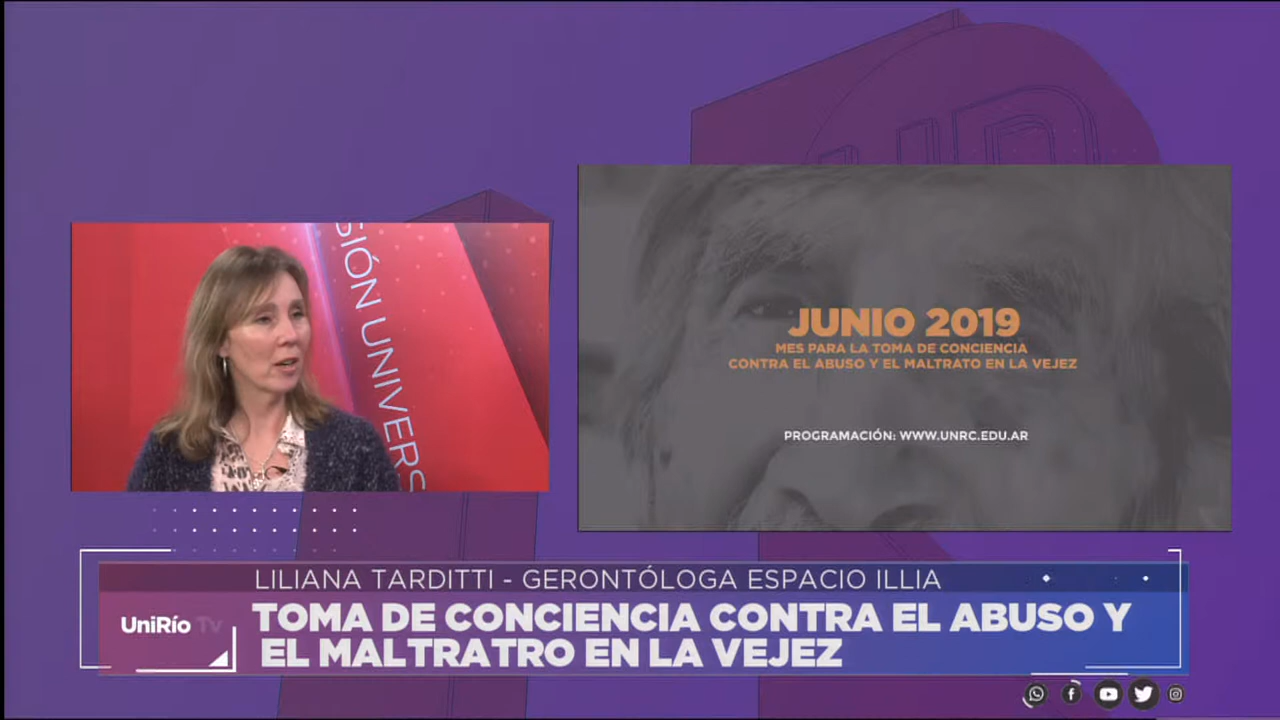 SIÓN UNIVERS
JUNIO 2019
MES PARA LA TOMA DE CONCIENCIA
CONTRA EL ABUSO Y EL MALTRATO EN LA VEJEZ
PROGRAMACIÓN: WWW.UNRC.EDU.AR
LILIANA TARDITTI - GERONTÓLOGA ESPACIO ILLIA
UniRío Tv
TOMA DE CONCIENCIA CONTRA EL ABUSO Y
EL MALTRATRO EN LA VEJEZ